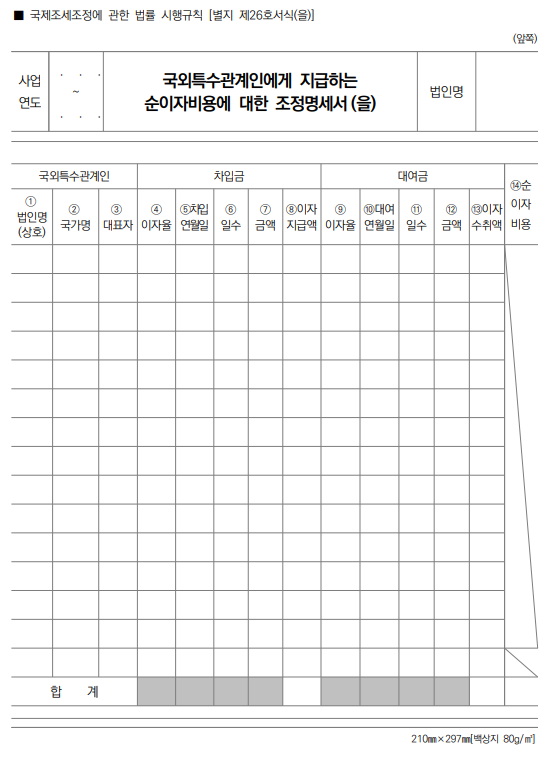 ■ 국제조세조정에 관한 법률 시행규칙 [별지 제26호서식(을)]
(앞쪽)
사업
연도
. . .
~
. . .
국외특수관계인에게 지급하는
순이자비용에 대한 조정명세서 (을)
법인명
국외특수관계인 차입금 대여금 ⑭순
이자
비용
①
법인명
(상호)
②
국가명
③
대표자
④
이자율
⑤차입
연월일
⑥
일수
⑦
금액
⑧이자
지급액
⑨
이자율
⑩대여
연월일
⑪
일수
⑫
금액
⑬이자
수취액
합 계
210㎜×297㎜[백상지 80g/㎡]